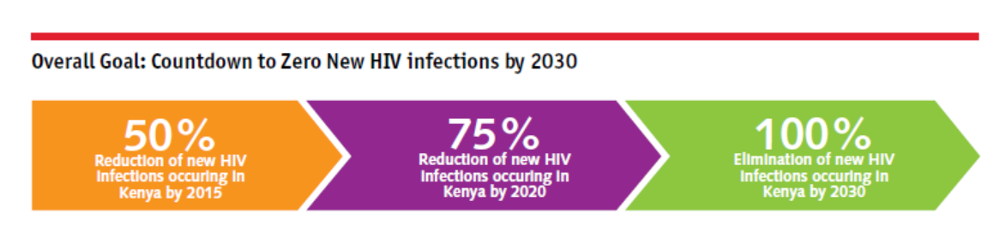 Overall Goal: Countdown to Zero New HIV infections by 2030
50%
Reduction of new HIV
Infections occuring in
Kenya by 2015
75%
Reduction of new HIV
Infections occuring in
Kenya by 2020
100%
Elimination of new HIV
Infections occuring in
Kenya by 2030